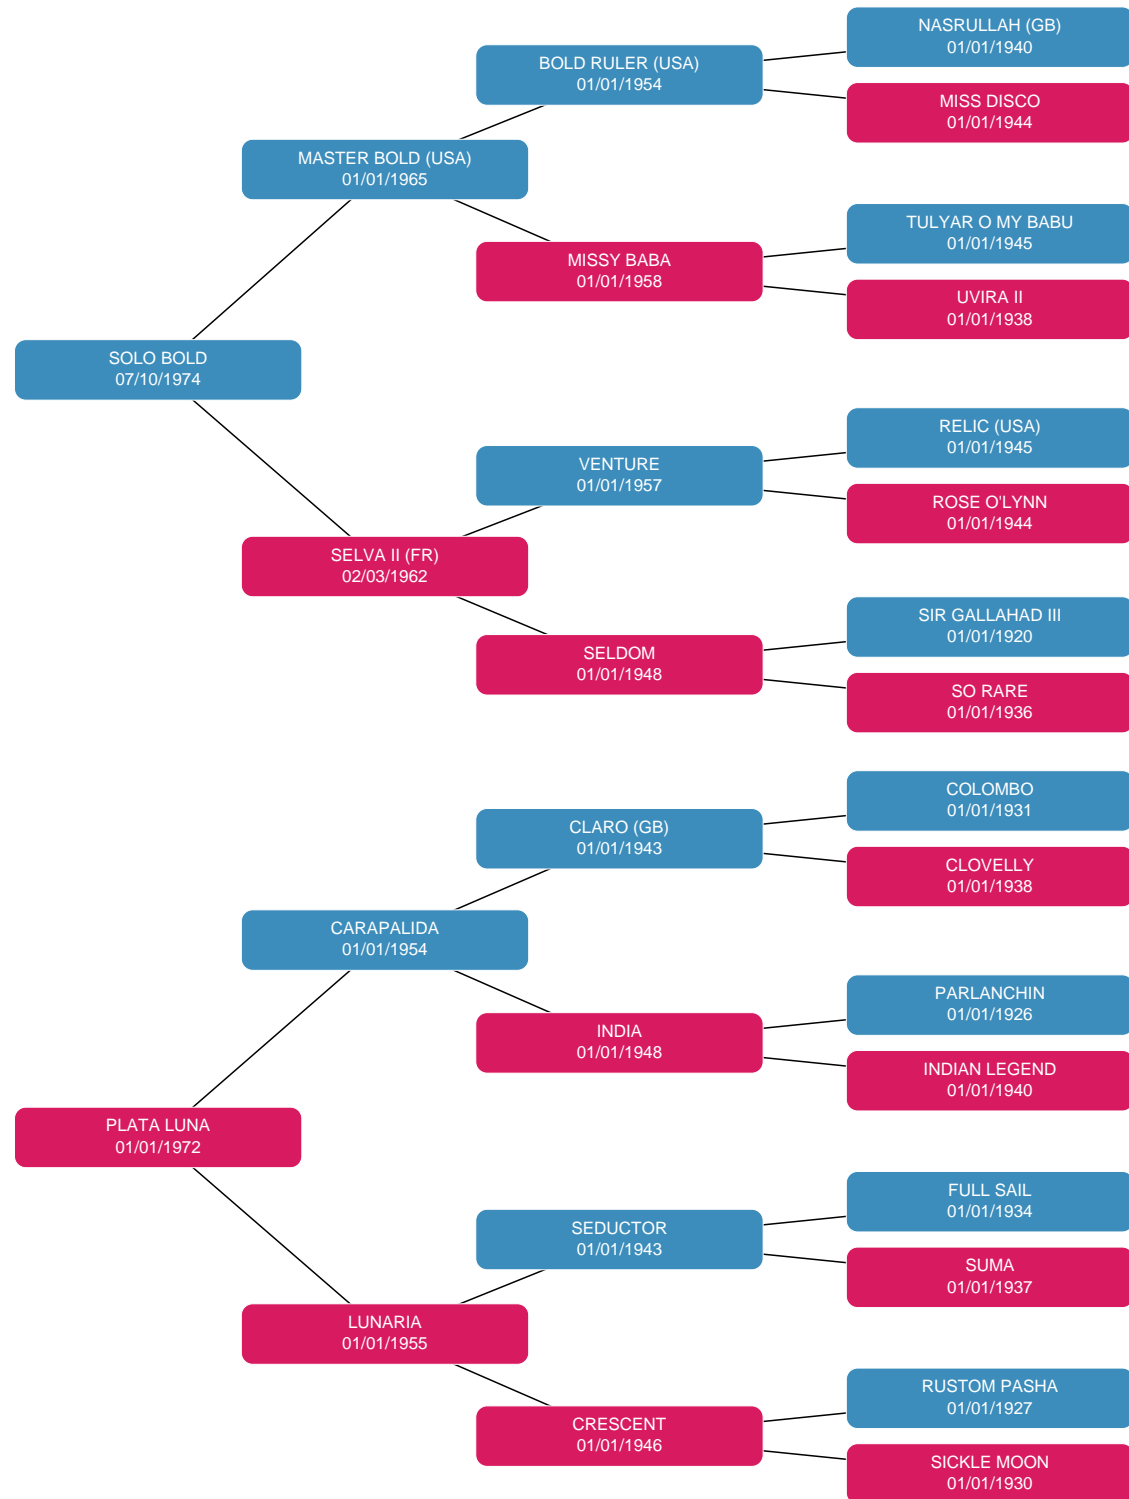 NASRULLAH (GB)
01/01/1940
BOLD RULER (USA)
01/01/1954
MISS DISCO
01/01/1944
MASTER BOLD (USA)
01/01/1965
TULYAR O MY BABU
01/01/1945
MISSY BABA
01/01/1958
UVIRA II
01/01/1938
SOLO BOLD
07/10/1974
RELIC (USA)
01/01/1945
VENTURE
01/01/1957
ROSE O'LYNN
01/01/1944
SELVA II (FR)
02/03/1962
SIR GALLAHAD III
01/01/1920
SELDOM
01/01/1948
SO RARE
01/01/1936
COLOMBO
01/01/1931
CLARO (GB)
01/01/1943
CLOVELLY
01/01/1938
CARAPALIDA
01/01/1954
PARLANCHIN
01/01/1926
INDIA
01/01/1948
INDIAN LEGEND
01/01/1940
PLATA LUNA
01/01/1972
FULL SAIL
01/01/1934
SEDUCTOR
01/01/1943
SUMA
01/01/1937
LUNARIA
01/01/1955
RUSTOM PASHA
01/01/1927
CRESCENT
01/01/1946
SICKLE MOON
01/01/1930